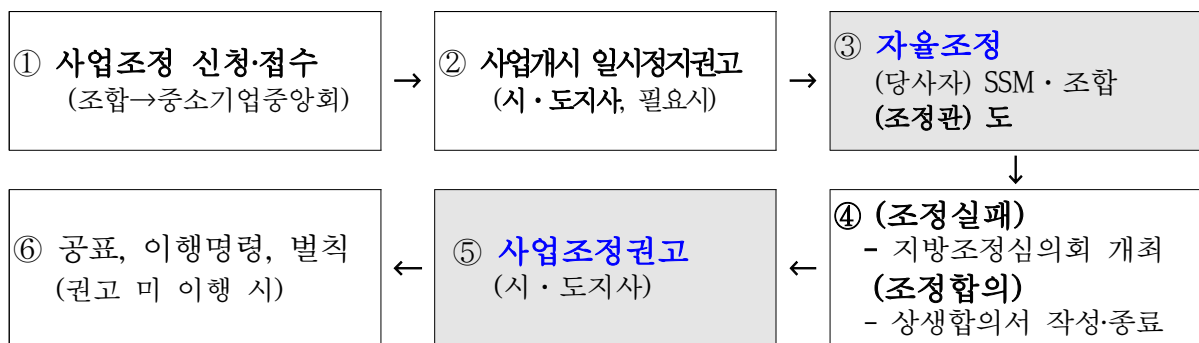 ① 사업조정 신청·접수
(조합→중소기업중앙회)
→
② 사업개시 일시정지권고
(시·도지사, 필요시)
→
③ 자율조정
(당사자) SSM·조합
(조정관) 도
↓
④ (조정실패)
- 지방조정심의회 개최
(조정합의)
- 상생합의서 작성·종료
←
⑤ 사업조정권고
(시·도지사)
←
⑥ 공표, 이행명령, 벌칙
(권고 미 이행 시)